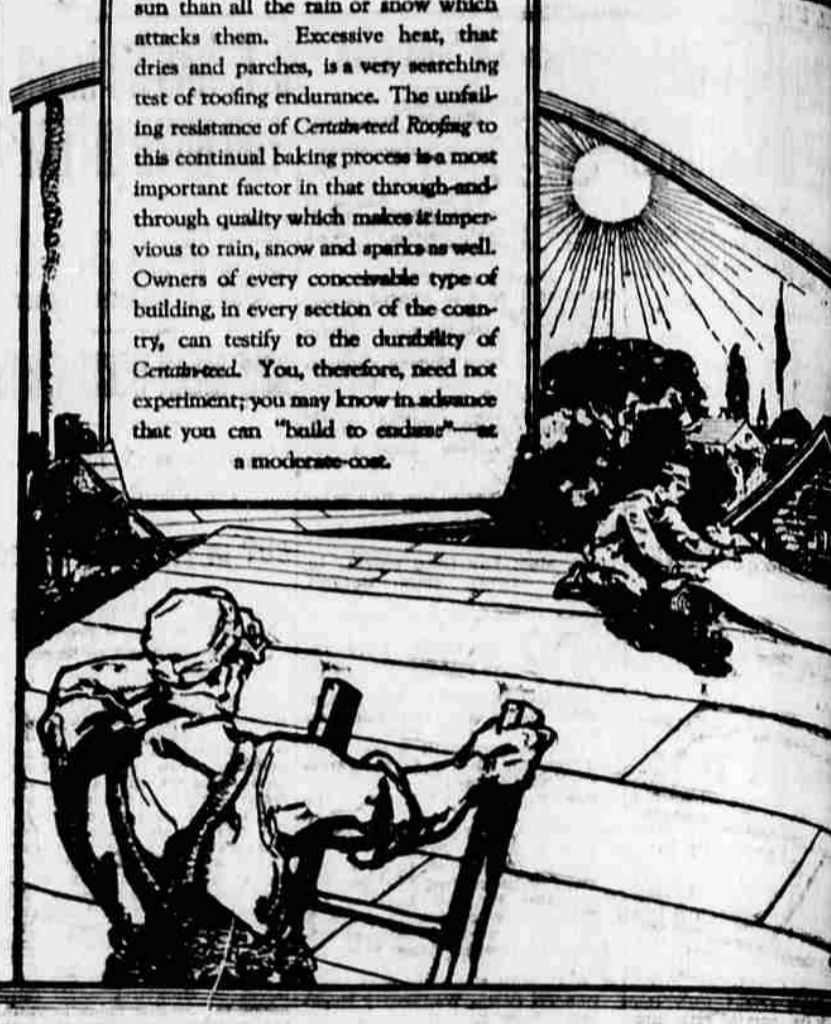 sun than all the rain or snow which
attacks them. Excessive heat, that
dries and parches, is a very searching
test of roofing endurance. The unfail-
ing resistance of Certain-teed Roofing to
this continual baking process is a most
important factor in that through-and-
through quality which makes it imper-
vious to rain, snow and sparks as well.
Owners of every conceivable type of
building, in every section of the coun-
try, can testify to the durability of
Certain-teed. You, therefore, need not
experiment; you may know in advance
that you can "build to endure"—at
a moderate cost.